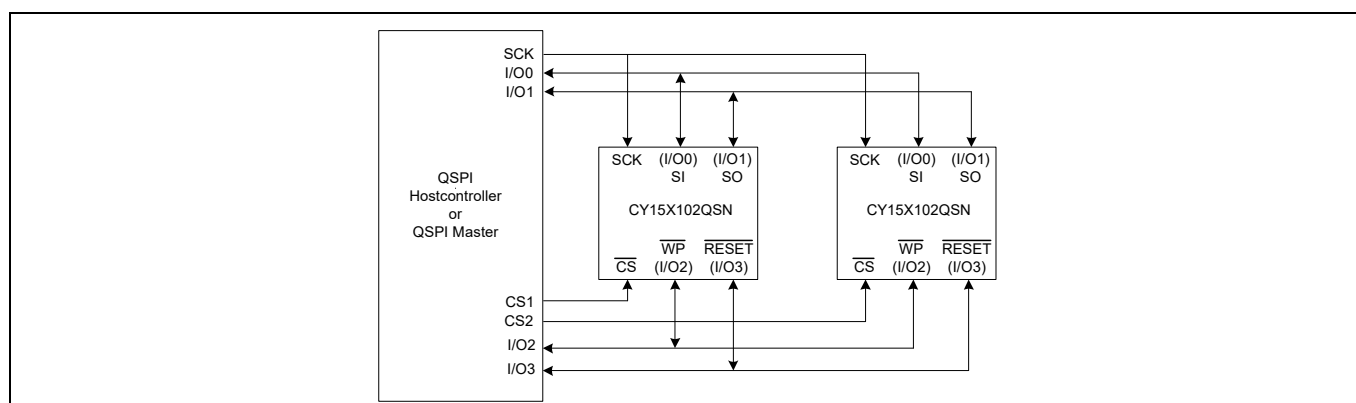 SCK
I/O0
I/O1
QSPI
Hostcontroller
or
QSPI Master
CS1
CS2
I/O2
I/O3
SCK (I/O0) (I/O1)
SI SO
CY15X102QSN
WP RESET
CS (I/O2) (I/O3)
SCK (I/O0) (I/O1)
SI SO
CY15X102QSN
WP RESET
CS (I/O2) (I/O3)